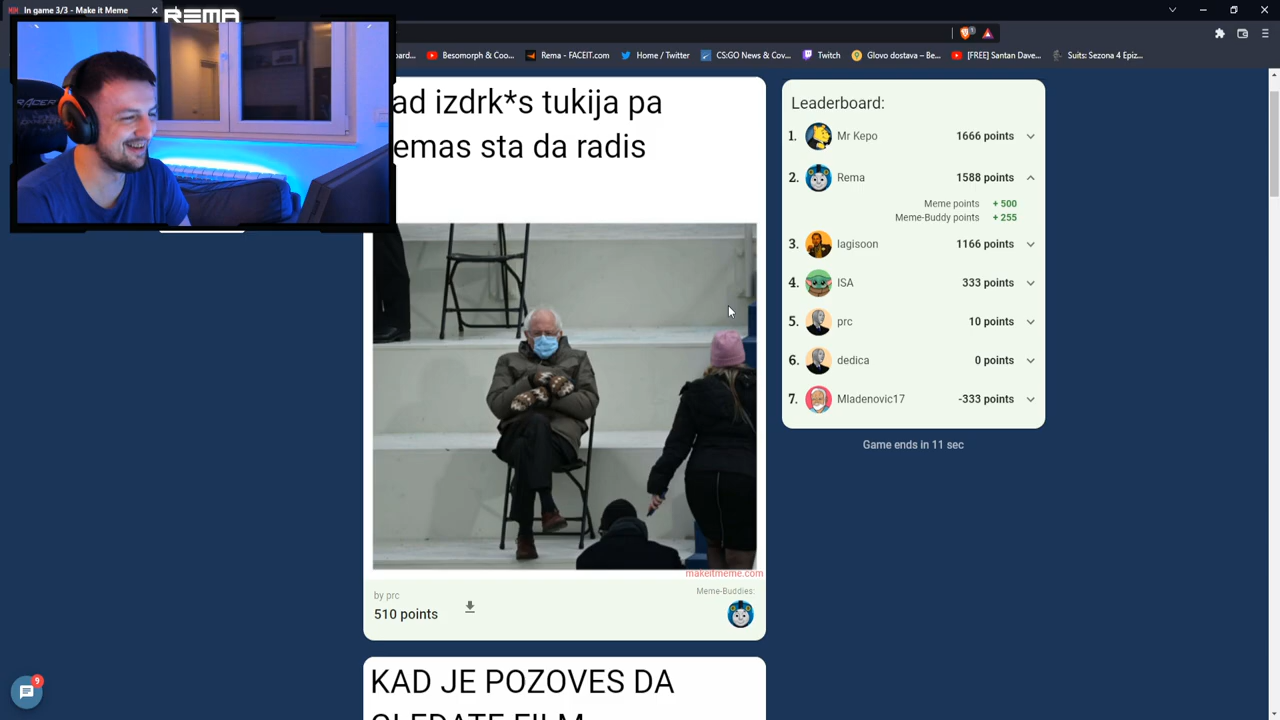 In game 3/3 - Make it Meme
REMA
board...
Besomorph & Coo...
Rema - FACEIT.com
Home / Twitter
CS:GO News & Cov...
Twitch
Glovo dostava – Be...
[FREE] Santan Dave...
Suits: Sezona 4 Epiz...
ad izdrk*s tukija pa
emas sta da radis
makeitmeme.com
by prc
510 points
Meme-Buddies:
KAD JE POZOVES DA
GLEDATE FILM
Leaderboard:
1. Mr Kepo 1666 points
2. Rema 1588 points
Meme points + 500
Meme-Buddy points + 255
3. lagisoon 1166 points
4. ISA 333 points
5. prc 10 points
6. dedica 0 points
7. Mladenovic17 -333 points
Game ends in 11 sec
9